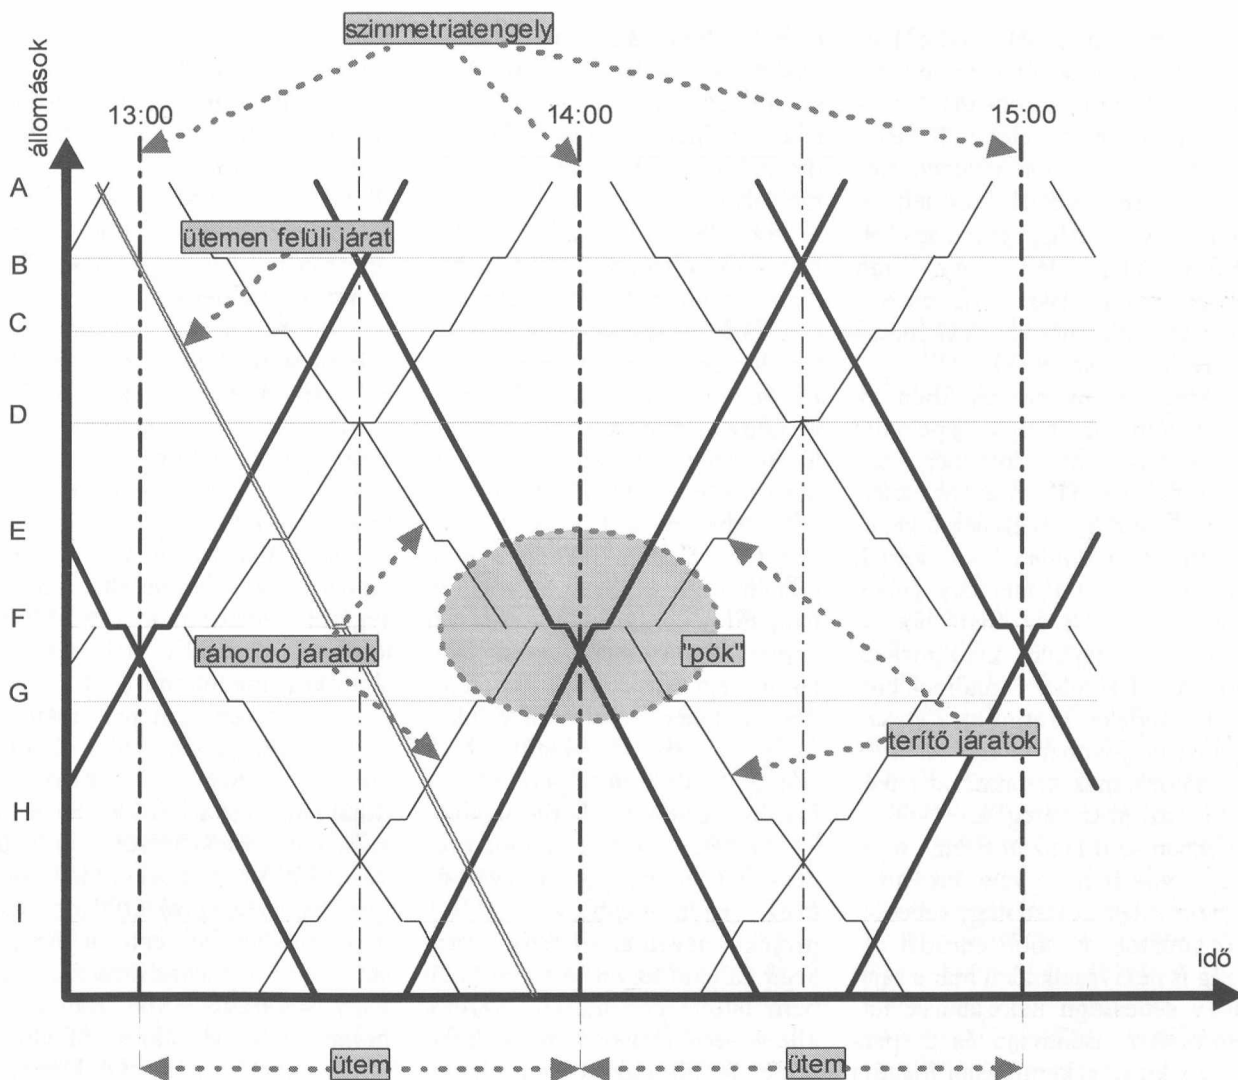 szimmetriatengely
13:00
14:00
15:00
állomások
A
ütemen felüli járat
B
C
D
E
F
ráhordó járatok
"pók"
G
terítő járatok
H
I
idő
ütem
ütem